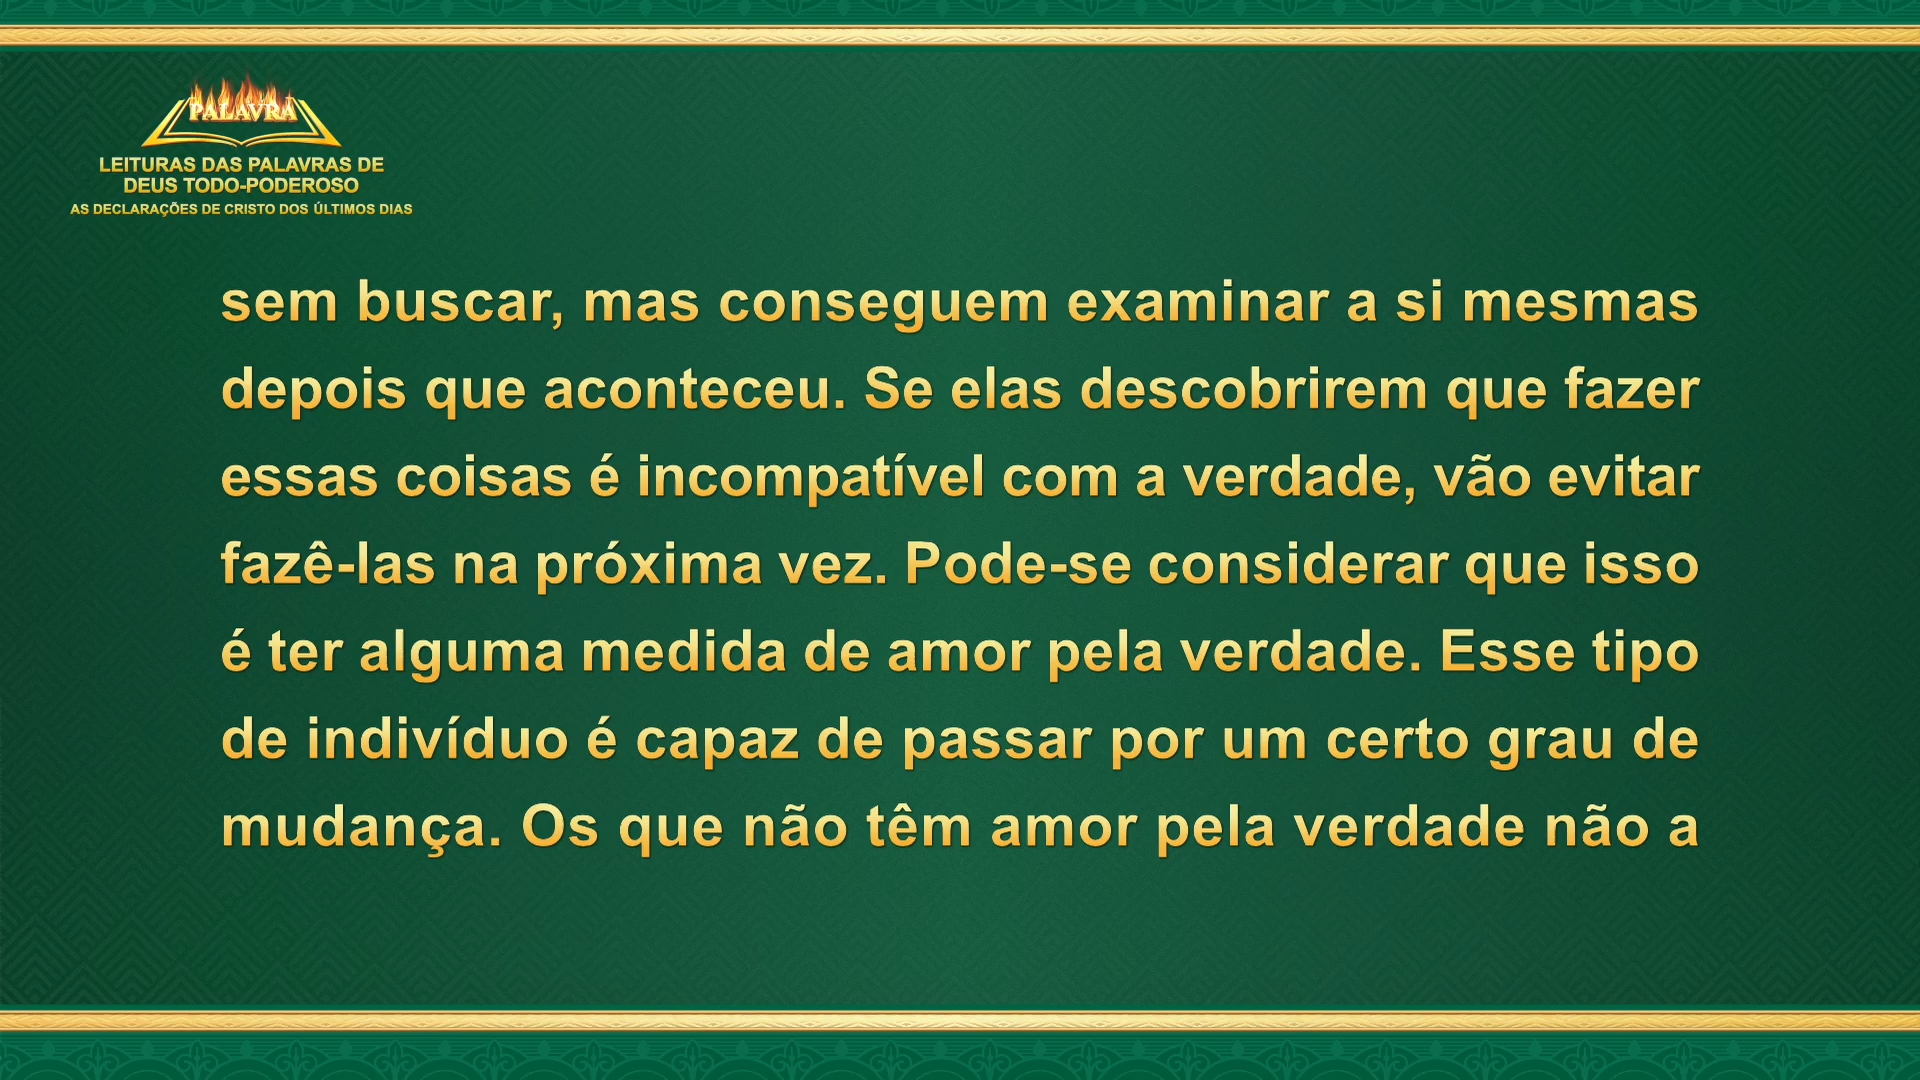 PALAVRA
LEITURAS DAS PALAVRAS DE
DEUS TODO-PODEROSO
AS DECLARAÇÕES DE CRISTO DOS ÚLTIMOS DIAS
sem buscar, mas conseguem examinar a si mesmas
depois que aconteceu. Se elas descobrirem que fazer
essas coisas é incompatível com a verdade, vão evitar
fazê-las na próxima vez. Pode-se considerar que isso
é ter alguma medida de amor pela verdade. Esse tipo
de indivíduo é capaz de passar por um certo grau de
mudança. Os que não têm amor pela verdade não a